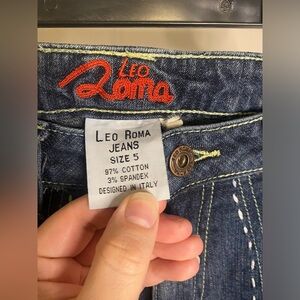 LEO
Roma
LEO ROMA
JEANS
SIZE 5
97% COTTON
3% SPANDEX
DESIGNED IN ITALY